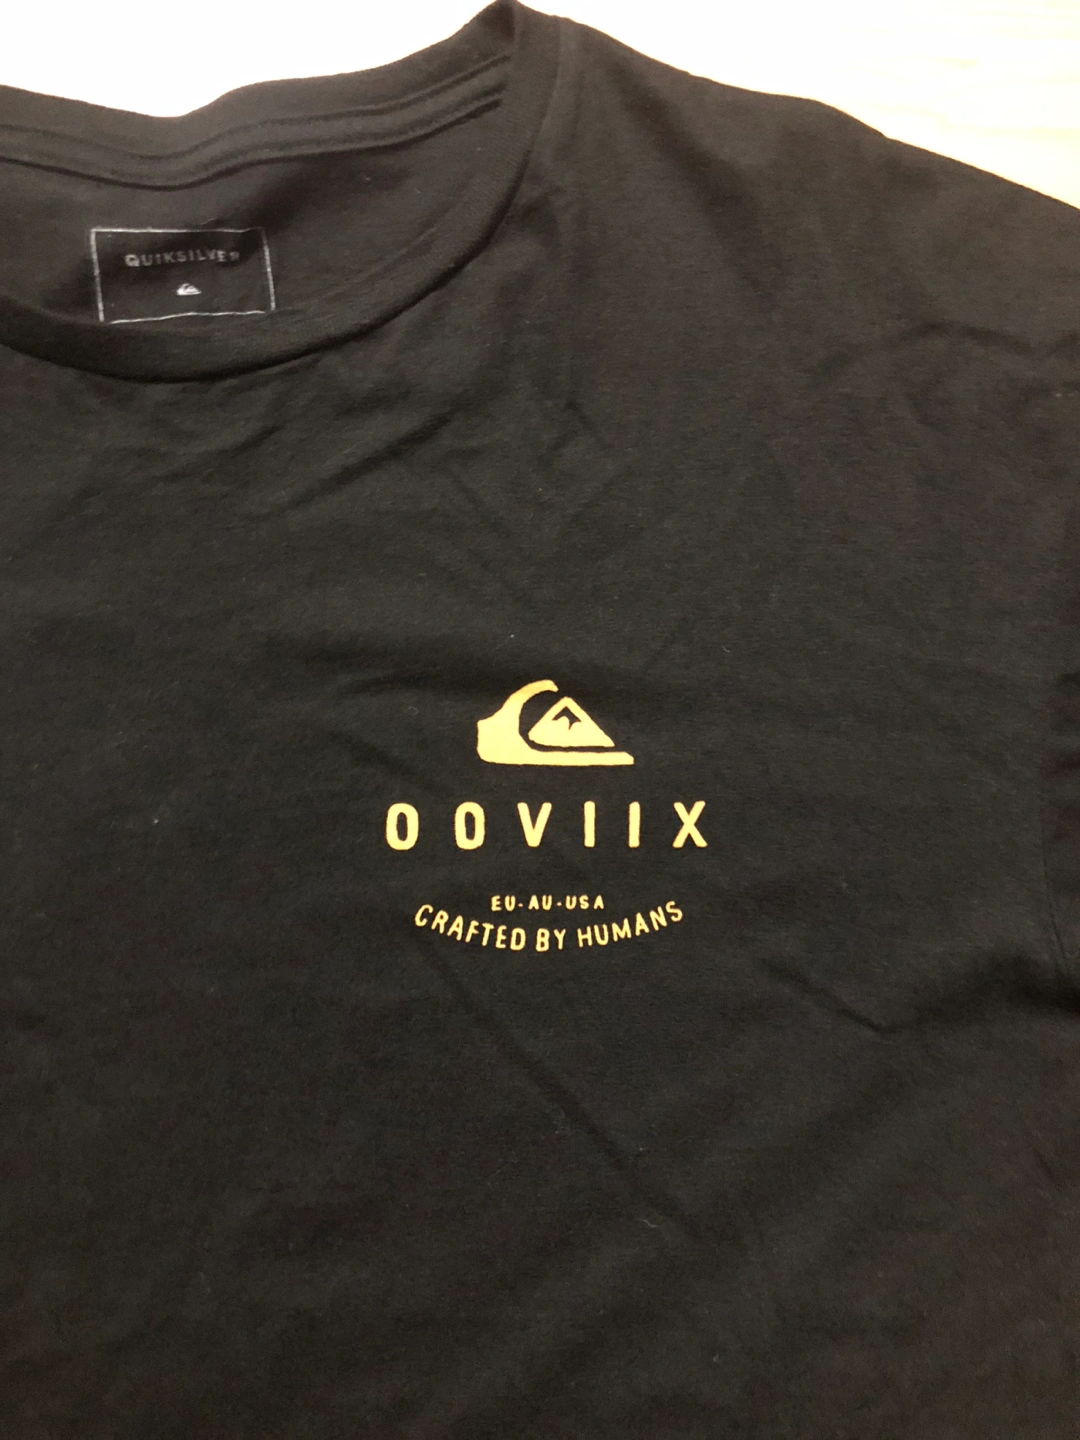 QUIKSILVER
OOVIIX
EU-AU-USA
CRAFTED BY HUMANS